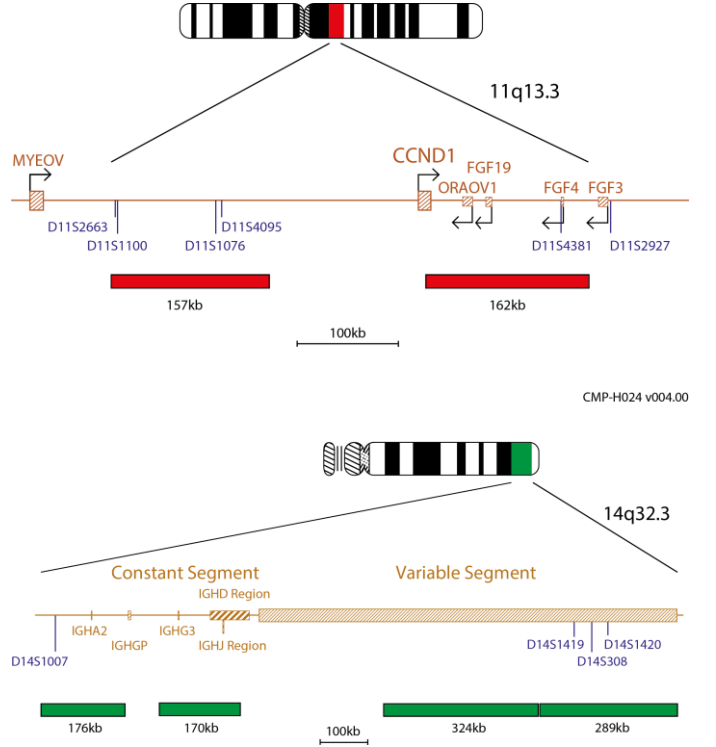 11q13.3
MYEOV
CCND1
FGF19
ORAOV1
FGF4
FGF3
D11S2663
D11S4095
D11S1100
D11S1076
D11S4381
D11S2927
157kb
162kb
100kb
CMP-H024 v004.00
14q32.3
Constant Segment
Variable Segment
IGHD Region
IGHA2
IGHG3
IGHGP
IGHJ Region
D14S1007
D14S1419
D14S1420
D14S308
176kb
170kb
100kb
324kb
289kb